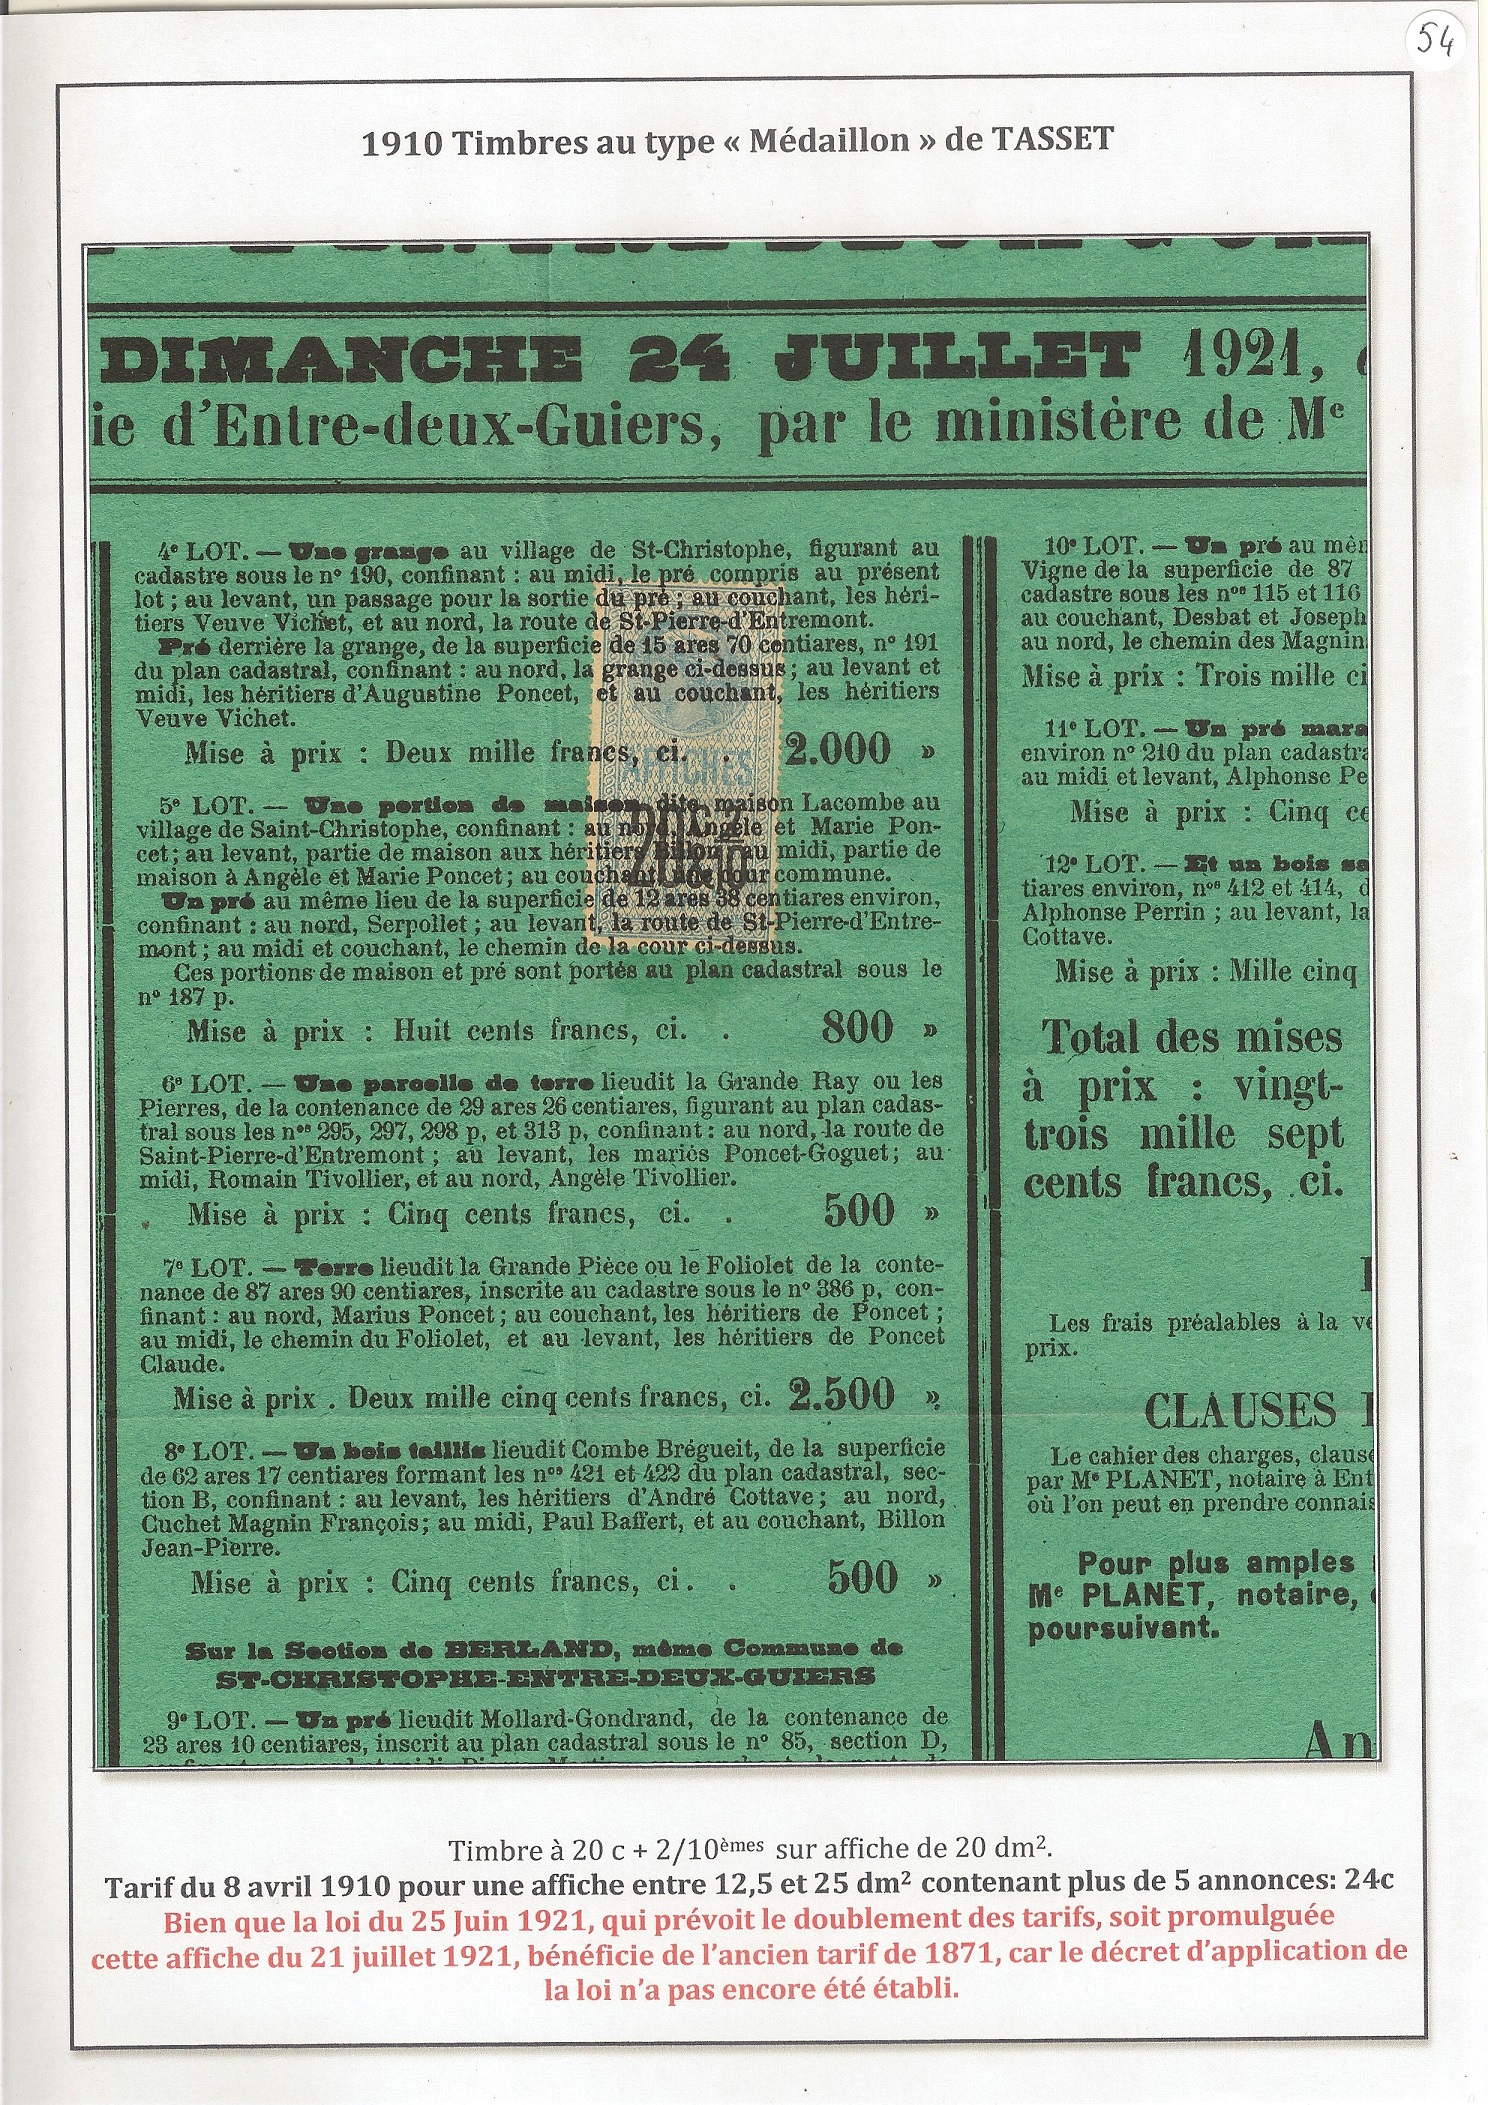 54
1910 Timbres au type « Médaillon » de TASSET
DIMANCHE 24 JUILLET 1921,
ie d'Entre-deux-Guiers, par le ministère de Me
4e LOT. — Une grange au village de St-Christophe, figurant au
cadastre sous le no 190, confinant : au midi, le pré compris au présent
lot ; au levant, un passage pour la sortie du pré ; au couchant, les héri-
tiers Veuve Vichet, et au nord, la route de St-Pierre-d'Entremont.
Pré derrière la grange, de la superficie de 15 ares 70 centiares, no 191
du plan cadastral, confinant : au nord, la grange ci-dessus ; au levant et
midi, les héritiers d'Augustine Poncet, et au couchant, les héritiers
Veuve Vichet.
Mise à prix : Deux mille francs, ci. . 2.000 »
AFFICHES
20c & 2/10
5e LOT. — Une portion de maison dite maison Lacombe au
village de Saint-Christophe, confinant : au nord, Angèle et Marie Pon-
cet ; au levant, partie de maison aux héritiers Billon, au midi, partie de
maison à Angèle et Marie Poncet ; au couchant, une cour commune.
Un pré au même lieu de la superficie de 12 ares 38 centiares environ,
confinant : au nord, Serpollet ; au levant, la route de St-Pierre-d'Entre-
mont ; au midi et couchant, le chemin de la cour ci-dessus.
Ces portions de maison et pré sont portés au plan cadastral sous le
no 187 p.
Mise à prix : Huit cents francs, ci. . 800 »
6e LOT. — Une parcelle de terre lieudit la Grande Ray ou les
Pierres, de la contenance de 29 ares 26 centiares, figurant au plan cadas-
tral sous les nos 295, 297, 298 p, et 313 p, confinant : au nord, la route de
Saint-Pierre-d'Entremont ; au levant, les mariés Poncet-Goguet ; au
midi, Romain Tivollier, et au nord, Angèle Tivollier.
Mise à prix : Cinq cents francs, ci. . 500 »
7e LOT. — Terre lieudit la Grande Pièce ou le Foliolet de la conte-
nance de 87 ares 90 centiares, inscrite au cadastre sous le no 386 p, con-
finant : au nord, Marius Poncet ; au couchant, les héritiers de Poncet ;
au midi, le chemin du Foliolet, et au levant, les héritiers de Poncet
Claude.
Mise à prix . Deux mille cinq cents francs, ci. 2.500 »
8e LOT. — Un bois taillis lieudit Combe Brégueit, de la superficie
de 62 ares 17 centiares formant les nos 421 et 422 du plan cadastral, sec-
tion B, confinant : au levant, les héritiers d'André Cottave ; au nord,
Cuchet Magnin François ; au midi, Paul Baffert, et au couchant, Billon
Jean-Pierre.
Mise à prix : Cinq cents francs, ci. . 500 »
Sur la Section de BERLAND, même Commune de
ST-CHRISTOPHE-ENTRE-DEUX-GUIERS
9e LOT. — Un pré lieudit Mollard-Gondrand, de la contenance de
23 ares 10 centiares, inscrit au plan cadastral sous le no 85, section D,
10e LOT. — Un pré au mêm
Vigne de la superficie de 87
cadastre sous les nos 115 et 116
au couchant, Desbat et Joseph
au nord, le chemin des Magnin
Mise à prix : Trois mille ci
11e LOT. — Un pré mara
environ no 210 du plan cadastra
au midi et levant, Alphonse Pe
Mise à prix : Cinq ce
12e LOT. — Et un bois sa
tiares environ, nos 412 et 414, d
Alphonse Perrin ; au levant, la
Cottave.
Mise à prix : Mille cinq
Total des mises
à prix : vingt-
trois mille sept
cents francs, ci.
Les frais préalables à la ve
prix.
CLAUSES
Le cahier des charges, clause
par Me PLANET, notaire à Ent
où l'on peut en prendre connais
Pour plus amples
Me PLANET, notaire,
poursuivant.
An
Timbre à 20 c + 2/10èmes sur affiche de 20 dm².
Tarif du 8 avril 1910 pour une affiche entre 12,5 et 25 dm² contenant plus de 5 annonces: 24c
Bien que la loi du 25 Juin 1921, qui prévoit le doublement des tarifs, soit promulguée
cette affiche du 21 juillet 1921, bénéficie de l'ancien tarif de 1871, car le décret d'application de
la loi n'a pas encore été établi.